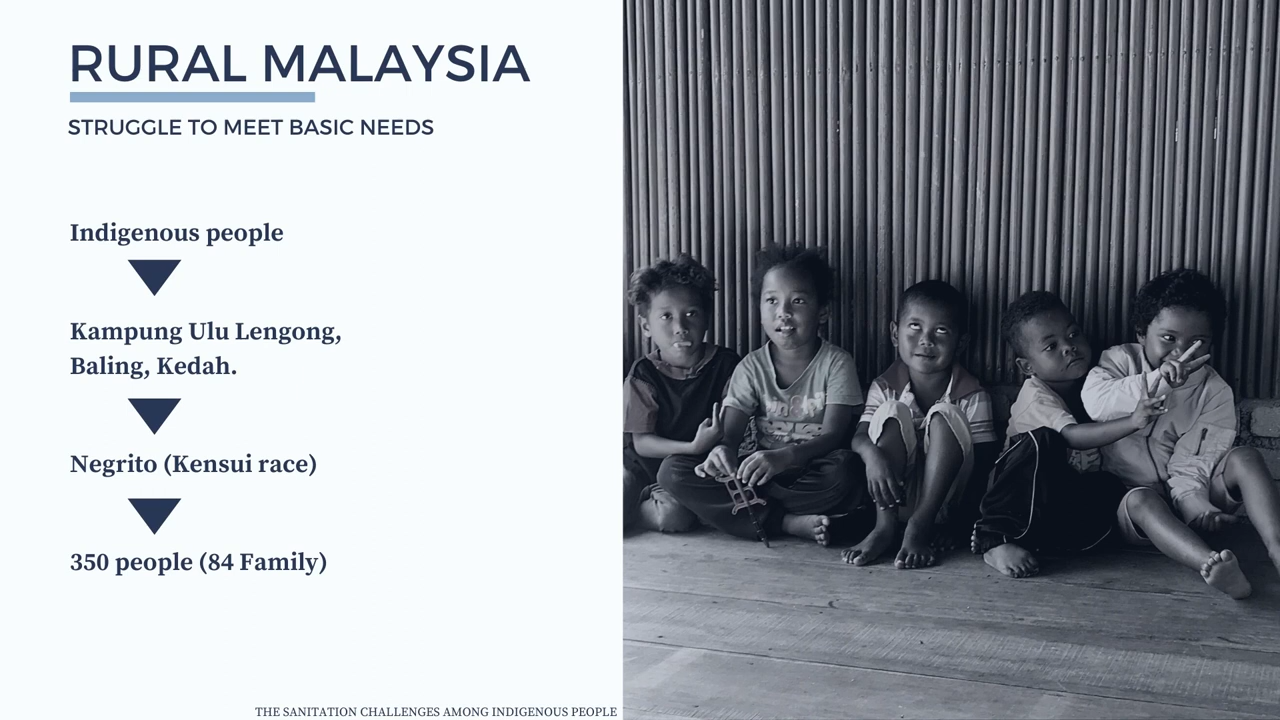 RURAL MALAYSIA
STRUGGLE TO MEET BASIC NEEDS
Indigenous people
Kampung Ulu Lengong,
Baling, Kedah.
Negrito (Kensui race)
350 people (84 Family)
THE SANITATION CHALLENGES AMONG INDIGENOUS PEOPLE